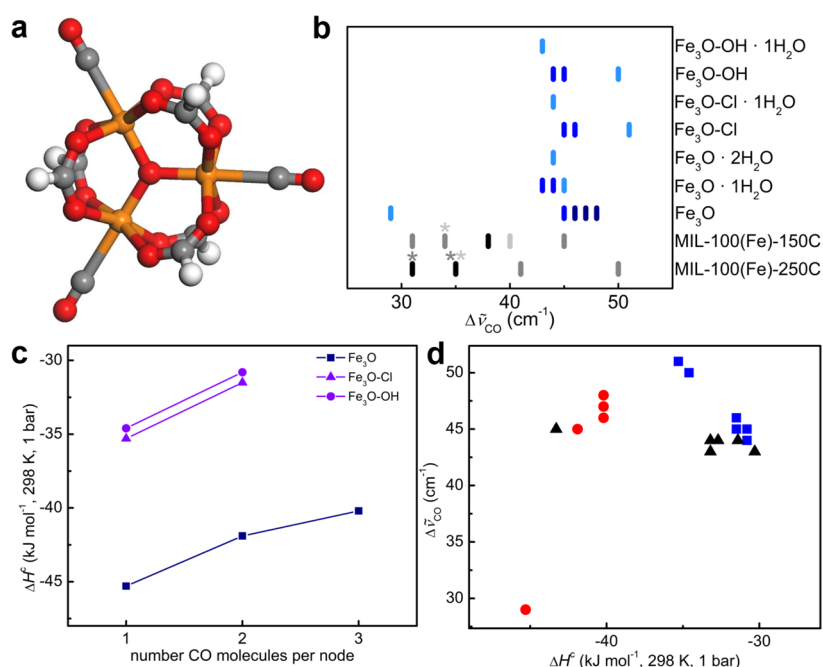 a
b
Fe₃O-OH · 1H₂O
Fe₃O-OH
Fe₃O-Cl · 1H₂O
Fe₃O-Cl
Fe₃O · 2H₂O
Fe₃O · 1H₂O
Fe₃O
*
MIL-100(Fe)-150C
* * *
MIL-100(Fe)-250C
30 40 50
Δν̃CO (cm⁻¹)
c
-30
-35
-40
-45
ΔHᶜ (kJ mol⁻¹, 298 K, 1 bar)
Fe₃O
Fe₃O-Cl
Fe₃O-OH
1 2 3
number CO molecules per node
d
50
45
40
35
30
Δν̃CO (cm⁻¹)
-40 -30
ΔHᶜ (kJ mol⁻¹, 298 K, 1 bar)